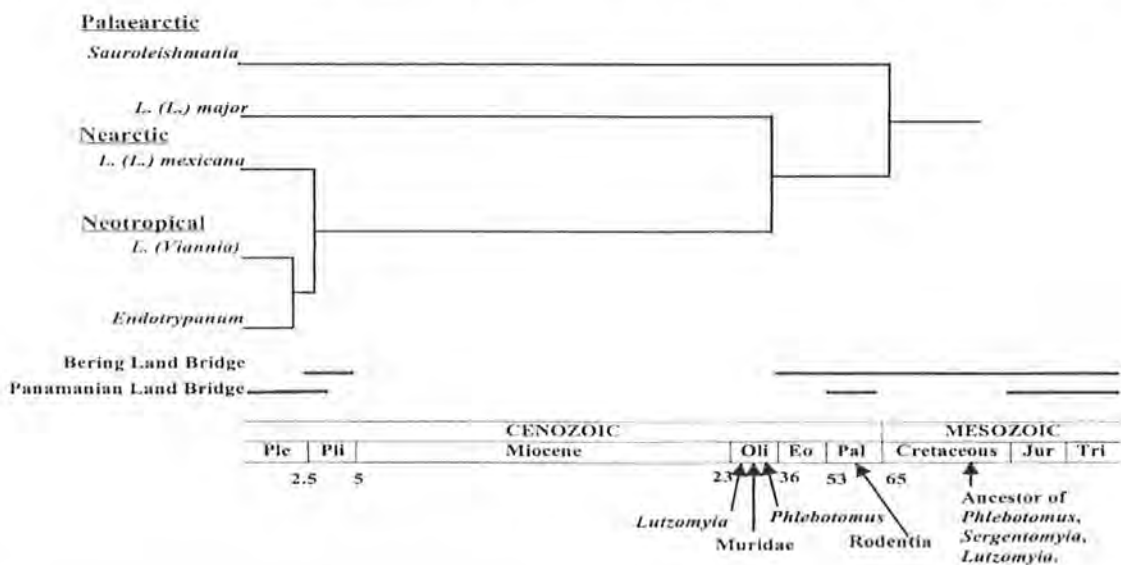 Palaearctic
Sauroleishmania
L. (L.) major
Nearctic
L. (L.) mexicana
Neotropical
L. (Viannia)
Endotrypanum
Bering Land Bridge
Panamanian Land Bridge
CENOZOIC MESOZOIC
Ple Pli Miocene Oli Eo Pal Cretaceous Jur Tri
2.5 5 23 36 53 65
Lutzomyia Phlebotomus
Muridae Rodentia
Ancestor of
Phlebotomus,
Sergentomyia,
Lutzomyia.